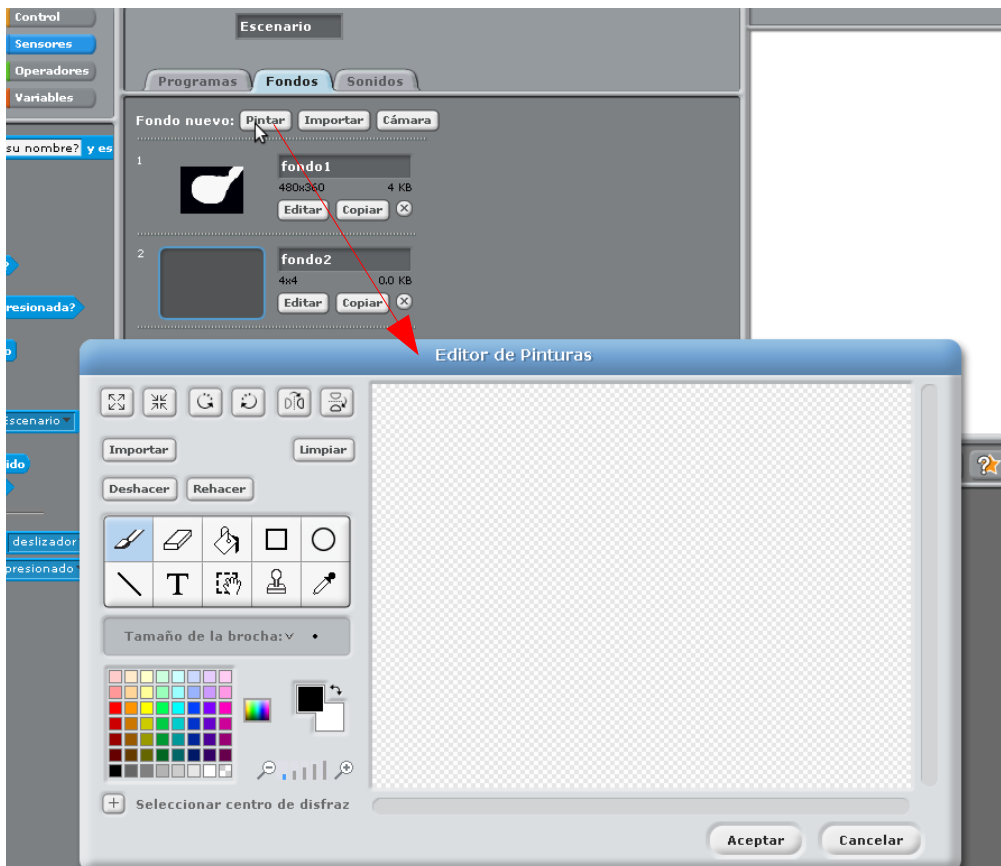 Control
Sensores
Operadores
Variables
Escenario
Programas Fondos Sonidos
Fondo nuevo: Pintar Importar Cámara
su nombre? y es
1
fondo1
480x360 4 KB
Editar Copiar
2
fondo2
4x4 0.0 KB
?
Editar Copiar
resionada?
o
Editor de Pinturas
Escenario
Importar Limpiar
ido
Deshacer Rehacer
deslizador
T
presionado
Tamaño de la brocha:
Seleccionar centro de disfraz
Aceptar Cancelar